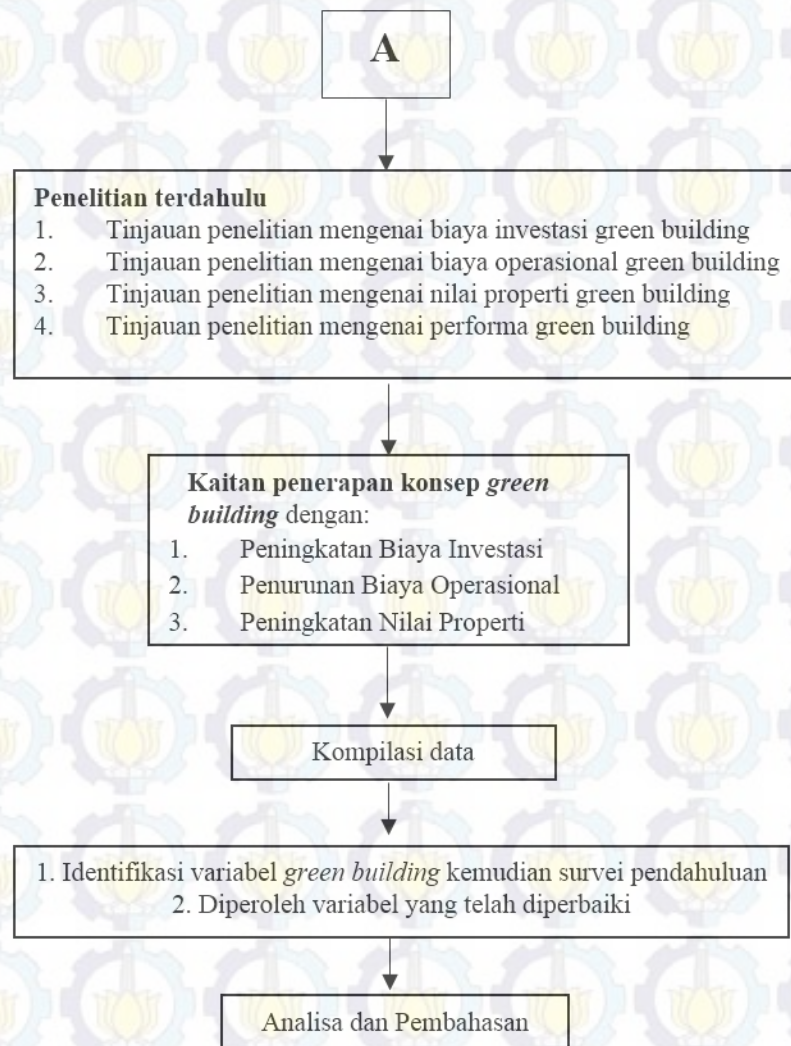 A
Penelitian terdahulu
1. Tinjauan penelitian mengenai biaya investasi green building
2. Tinjauan penelitian mengenai biaya operasional green building
3. Tinjauan penelitian mengenai nilai properti green building
4. Tinjauan penelitian mengenai performa green building
Kaitan penerapan konsep green
building dengan:
1. Peningkatan Biaya Investasi
2. Penurunan Biaya Operasional
3. Peningkatan Nilai Properti
Kompilasi data
1. Identifikasi variabel green building kemudian survei pendahuluan
2. Diperoleh variabel yang telah diperbaiki
Analisa dan Pembahasan